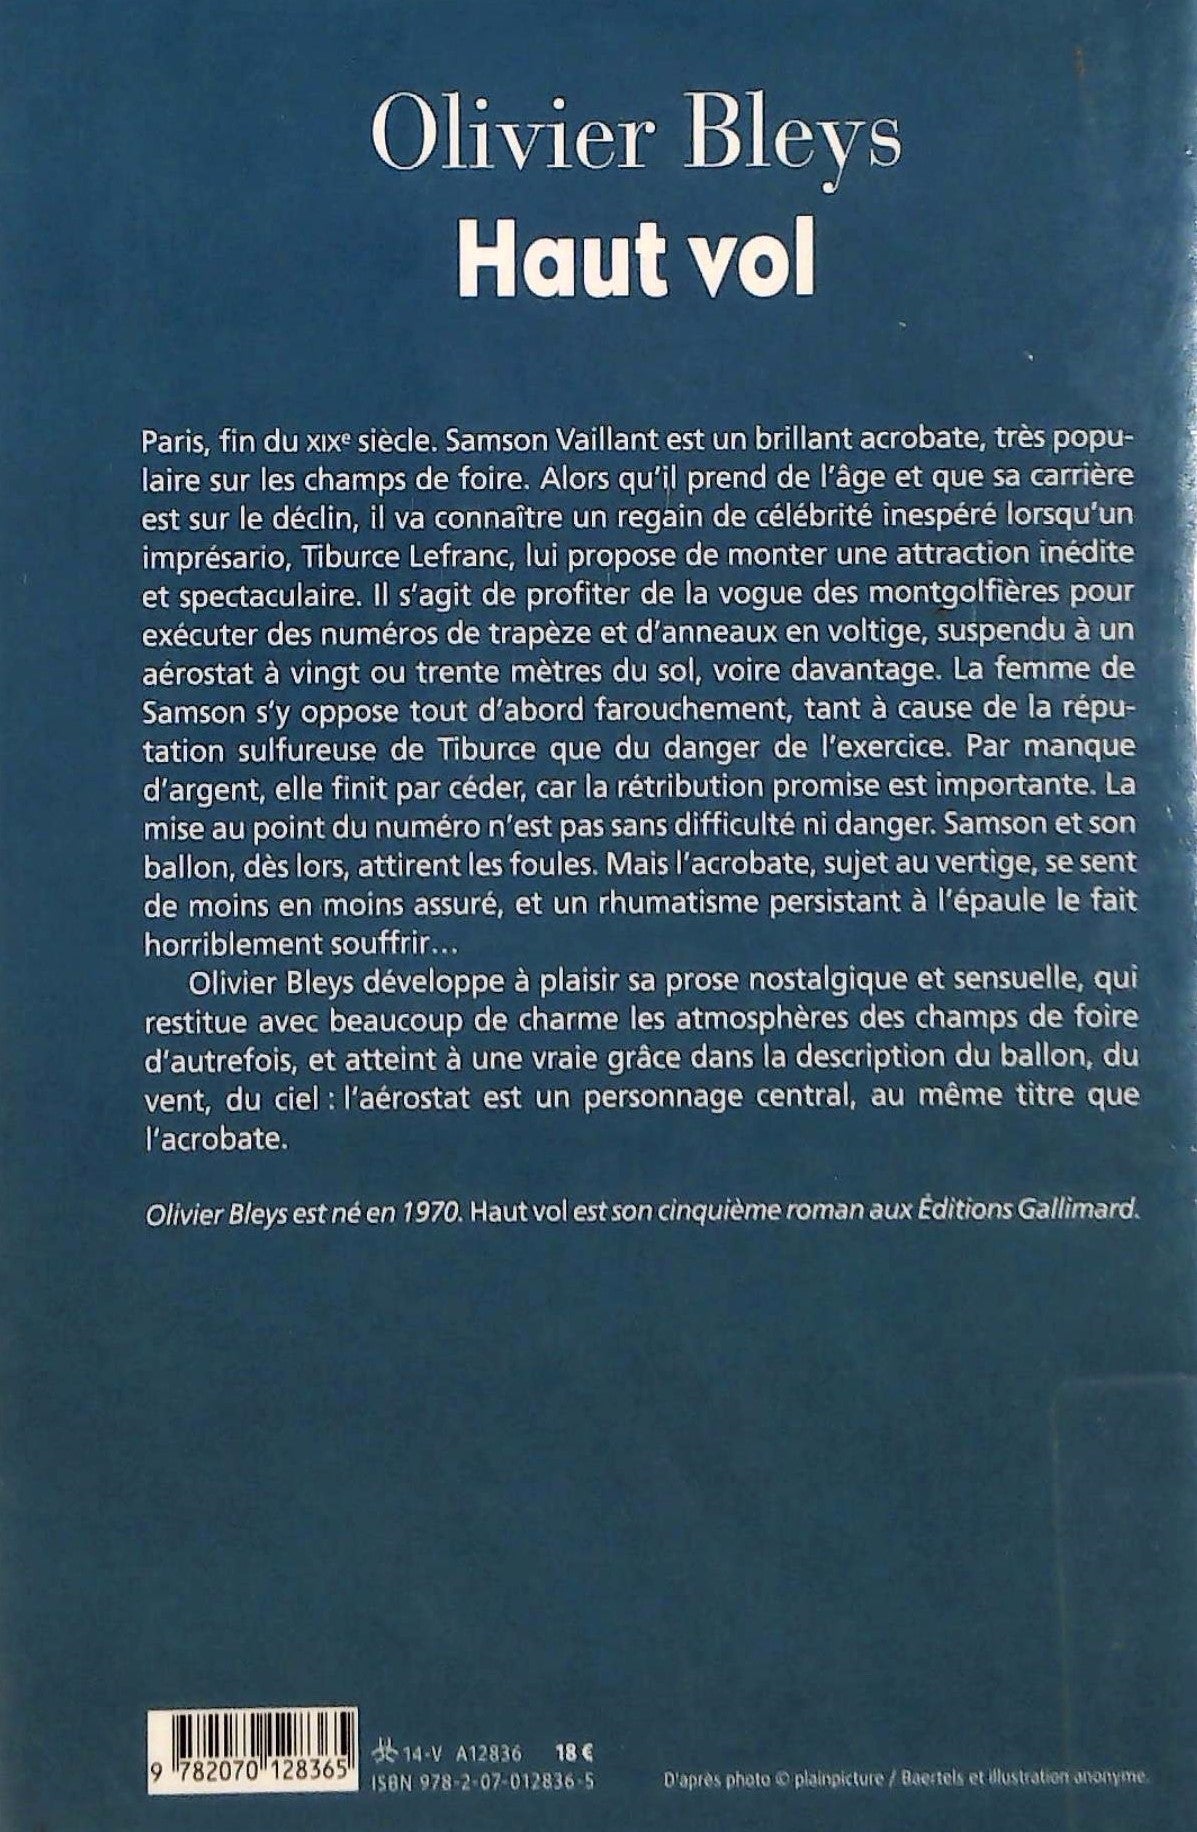 Olivier Bleys
Haut vol
Paris, fin du XIXe siècle. Samson Vaillant est un brillant acrobate, très popu-
laire sur les champs de foire. Alors qu'il prend de l'âge et que sa carrière
est sur le déclin, il va connaître un regain de célébrité inespéré lorsqu'un
imprésario, Tiburce Lefranc, lui propose de monter une attraction inédite
et spectaculaire. Il s'agit de profiter de la vogue des montgolfières pour
exécuter des numéros de trapèze et d'anneaux en voltige, suspendu à un
aérostat à vingt ou trente mètres du sol, voire davantage. La femme de
Samson s'y oppose tout d'abord farouchement, tant à cause de la répu-
tation sulfureuse de Tiburce que du danger de l'exercice. Par manque
d'argent, elle finit par céder, car la rétribution promise est importante. La
mise au point du numéro n'est pas sans difficulté ni danger. Samson et son
ballon, dès lors, attirent les foules. Mais l'acrobate, sujet au vertige, se sent
de moins en moins assuré, et un rhumatisme persistant à l'épaule le fait
horriblement souffrir...
Olivier Bleys développe à plaisir sa prose nostalgique et sensuelle, qui
restitue avec beaucoup de charme les atmosphères des champs de foire
d'autrefois, et atteint à une vraie grâce dans la description du ballon, du
vent, du ciel : l'aérostat est un personnage central, au même titre que
l'acrobate.
Olivier Bleys est né en 1970. Haut vol est son cinquième roman aux Éditions Gallimard.
14-V A12836 18 €
9 782070 128365
ISBN 978-2-07-012836-5
D'après photo © plainpicture / Baertels et illustration anonyme.